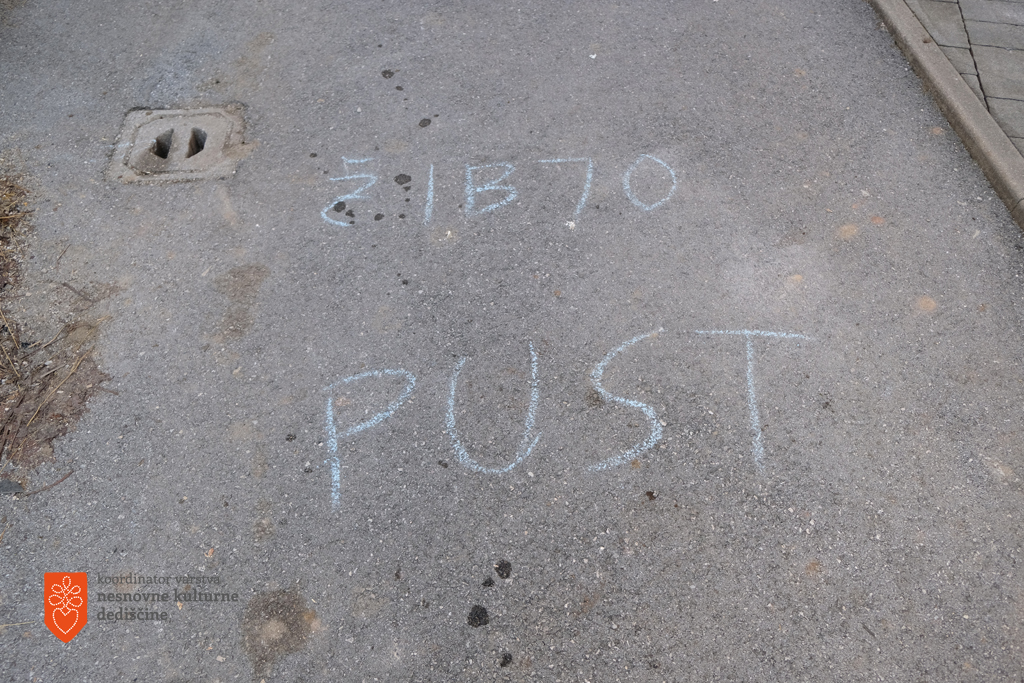 ŽIBJO
PUST
koordinator varstva
nesnovne kulturne
dediščine